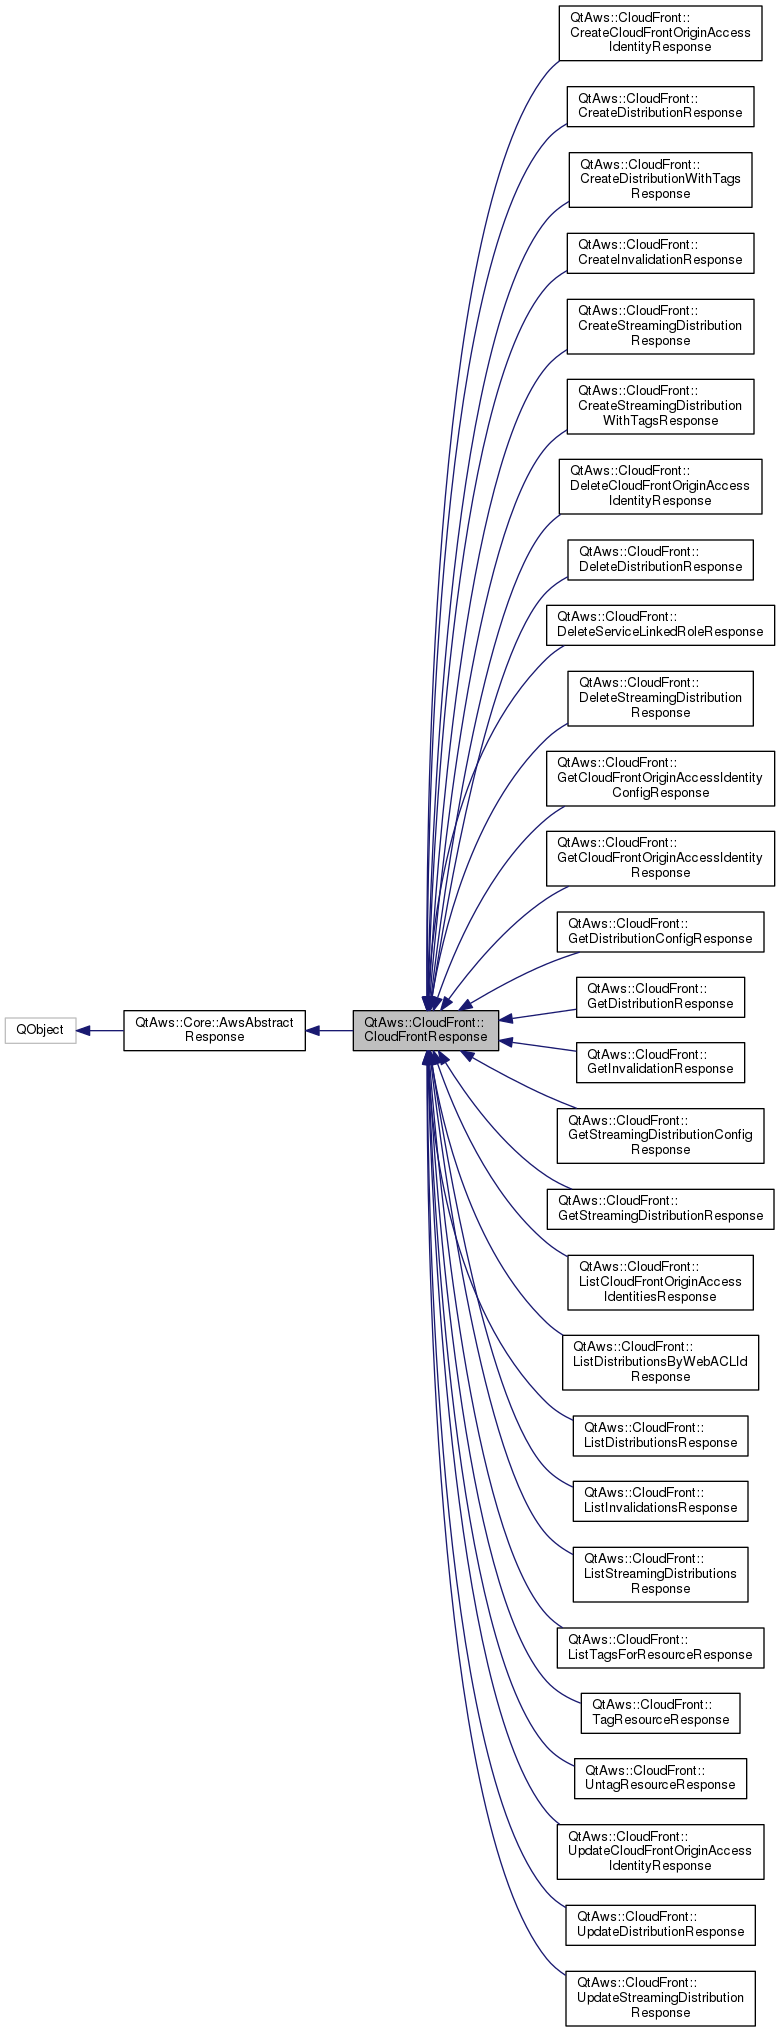 QtAws::CloudFront::
CreateCloudFrontOriginAccess
IdentityResponse
QtAws::CloudFront::
CreateDistributionResponse
QtAws::CloudFront::
CreateDistributionWithTags
Response
QtAws::CloudFront::
CreateInvalidationResponse
QtAws::CloudFront::
CreateStreamingDistribution
Response
QtAws::CloudFront::
CreateStreamingDistribution
WithTagsResponse
QtAws::CloudFront::
DeleteCloudFrontOriginAccess
IdentityResponse
QtAws::CloudFront::
DeleteDistributionResponse
QtAws::CloudFront::
DeleteServiceLinkedRoleResponse
QtAws::CloudFront::
DeleteStreamingDistribution
Response
QtAws::CloudFront::
GetCloudFrontOriginAccessIdentity
ConfigResponse
QtAws::CloudFront::
GetCloudFrontOriginAccessIdentity
Response
QtAws::CloudFront::
GetDistributionConfigResponse
QtAws::CloudFront::
GetDistributionResponse
QObject
QtAws::Core::AwsAbstract
Response
QtAws::CloudFront::
CloudFrontResponse
QtAws::CloudFront::
GetInvalidationResponse
QtAws::CloudFront::
GetStreamingDistributionConfig
Response
QtAws::CloudFront::
GetStreamingDistributionResponse
QtAws::CloudFront::
ListCloudFrontOriginAccess
IdentitiesResponse
QtAws::CloudFront::
ListDistributionsByWebACLId
Response
QtAws::CloudFront::
ListDistributionsResponse
QtAws::CloudFront::
ListInvalidationsResponse
QtAws::CloudFront::
ListStreamingDistributions
Response
QtAws::CloudFront::
ListTagsForResourceResponse
QtAws::CloudFront::
TagResourceResponse
QtAws::CloudFront::
UntagResourceResponse
QtAws::CloudFront::
UpdateCloudFrontOriginAccess
IdentityResponse
QtAws::CloudFront::
UpdateDistributionResponse
QtAws::CloudFront::
UpdateStreamingDistribution
Response